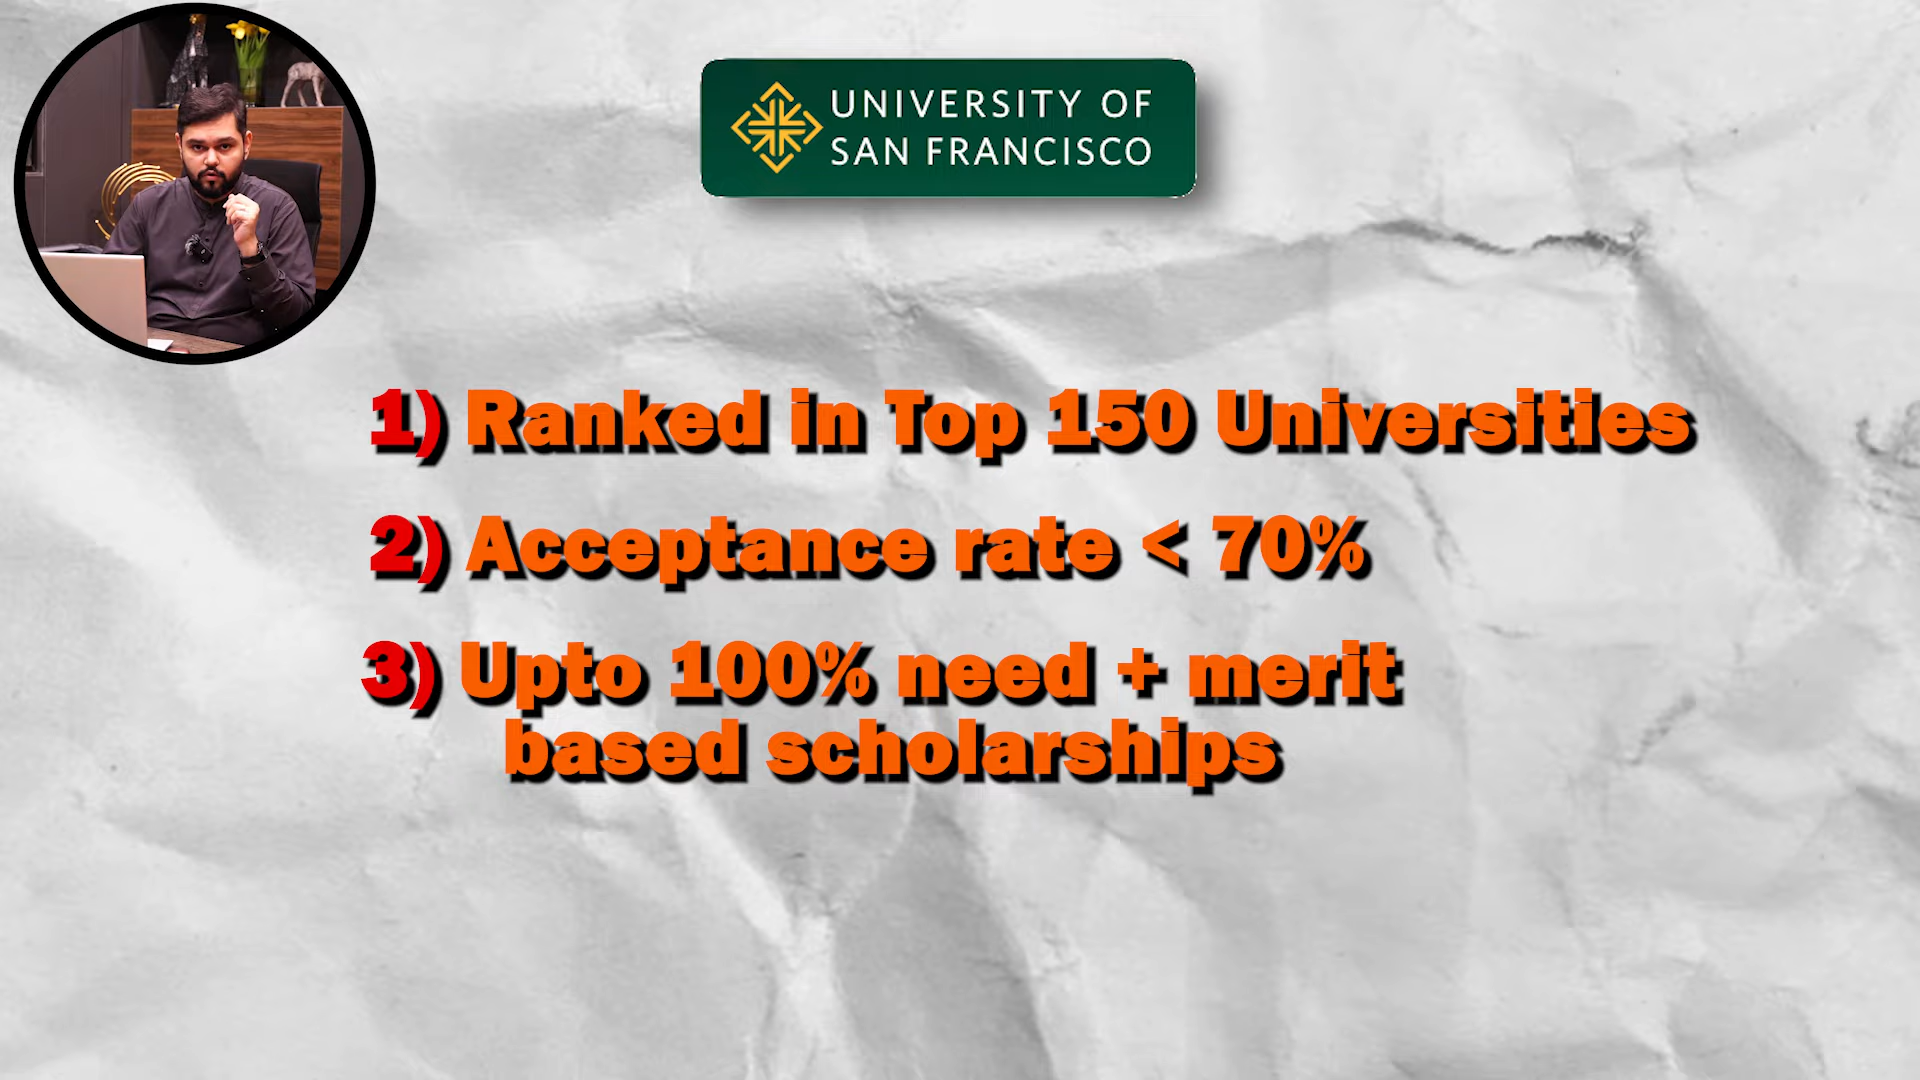 UNIVERSITY OF
SAN FRANCISCO
1) Ranked in Top 150 Universities
2) Acceptance rate < 70%
3) Upto 100% need + merit
based scholarships